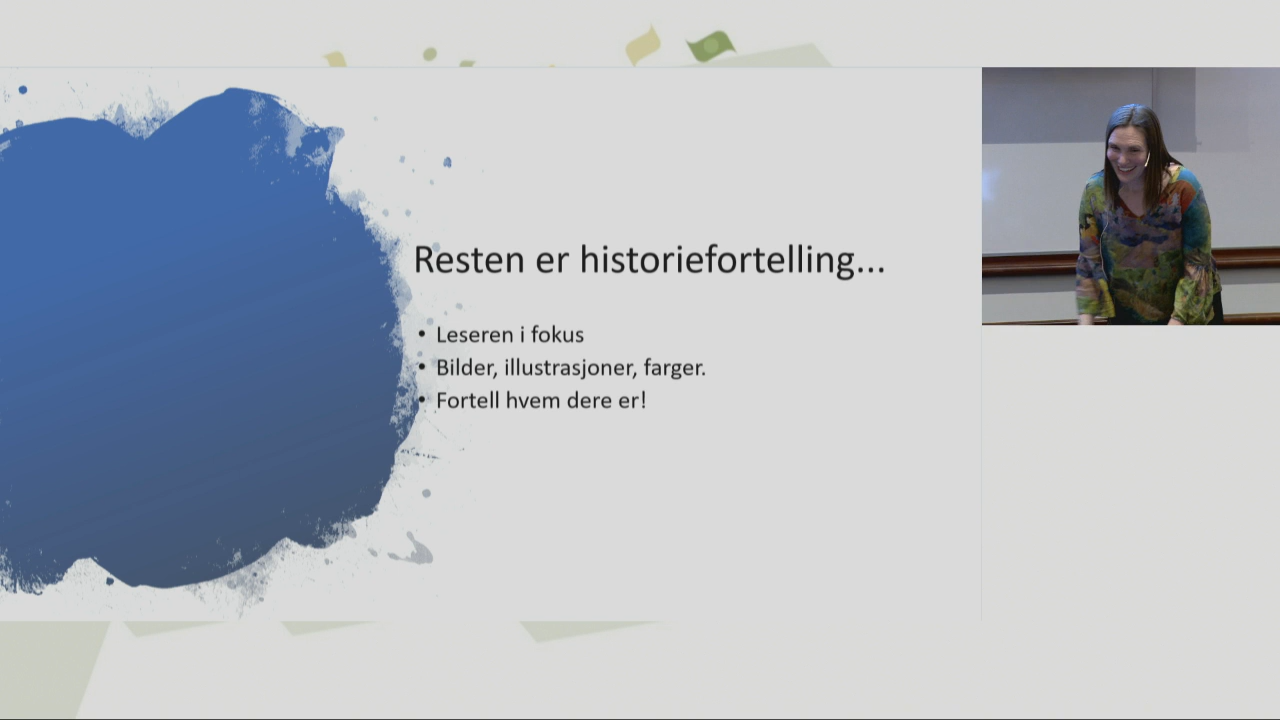 Resten er historiefortelling...
• Leseren i fokus
• Bilder, illustrasjoner, farger.
• Fortell hvem dere er!